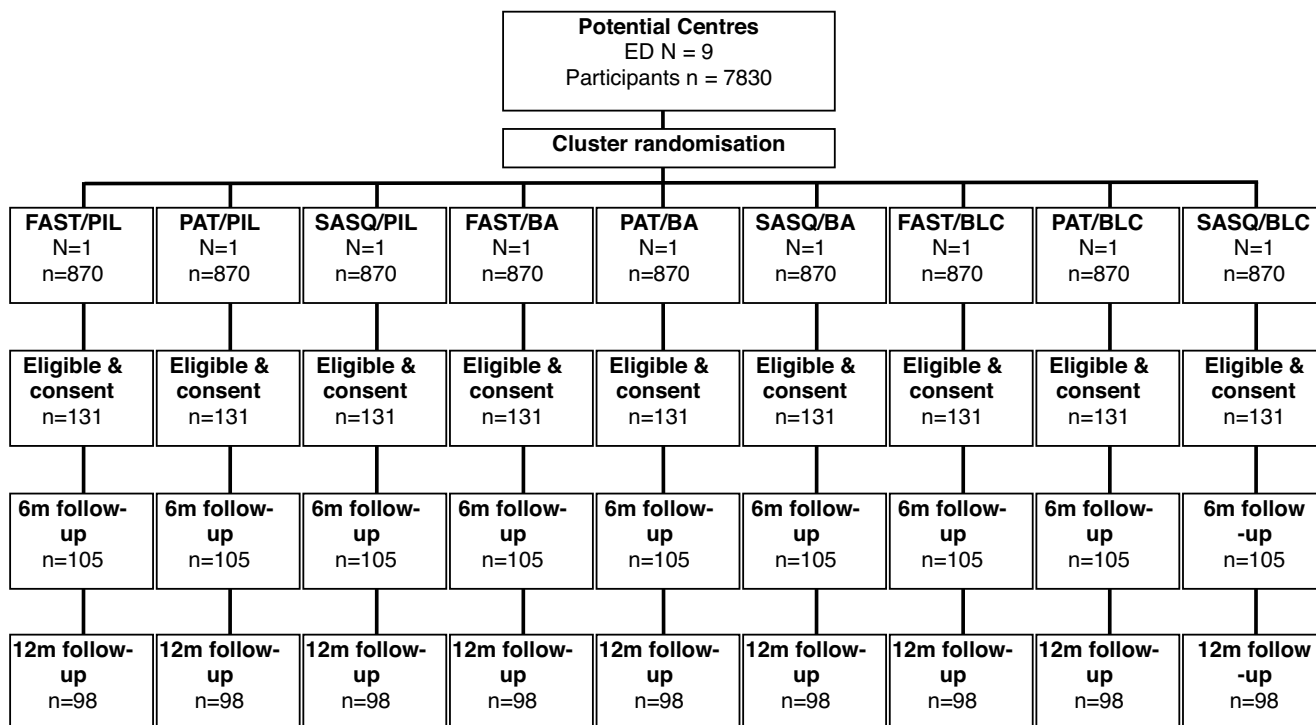 Potential Centres
ED N = 9
Participants n = 7830
Cluster randomisation
FAST/PIL
N=1
n=870
PAT/PIL
N=1
n=870
SASQ/PIL
N=1
n=870
FAST/BA
N=1
n=870
PAT/BA
N=1
n=870
SASQ/BA
N=1
n=870
FAST/BLC
N=1
n=870
PAT/BLC
N=1
n=870
SASQ/BLC
N=1
n=870
Eligible &
consent
n=131
Eligible &
consent
n=131
Eligible &
consent
n=131
Eligible &
consent
n=131
Eligible &
consent
n=131
Eligible &
consent
n=131
Eligible &
consent
n=131
Eligible &
consent
n=131
Eligible &
consent
n=131
6m follow-
up
n=105
6m follow-
up
n=105
6m follow-
up
n=105
6m follow-
up
n=105
6m follow-
up
n=105
6m follow-
up
n=105
6m follow-
up
n=105
6m follow-
up
n=105
6m follow
-up
n=105
12m follow-
up
n=98
12m follow-
up
n=98
12m follow-
up
n=98
12m follow-
up
n=98
12m follow-
up
n=98
12m follow-
up
n=98
12m follow-
up
n=98
12m follow-
up
n=98
12m follow
-up
n=98